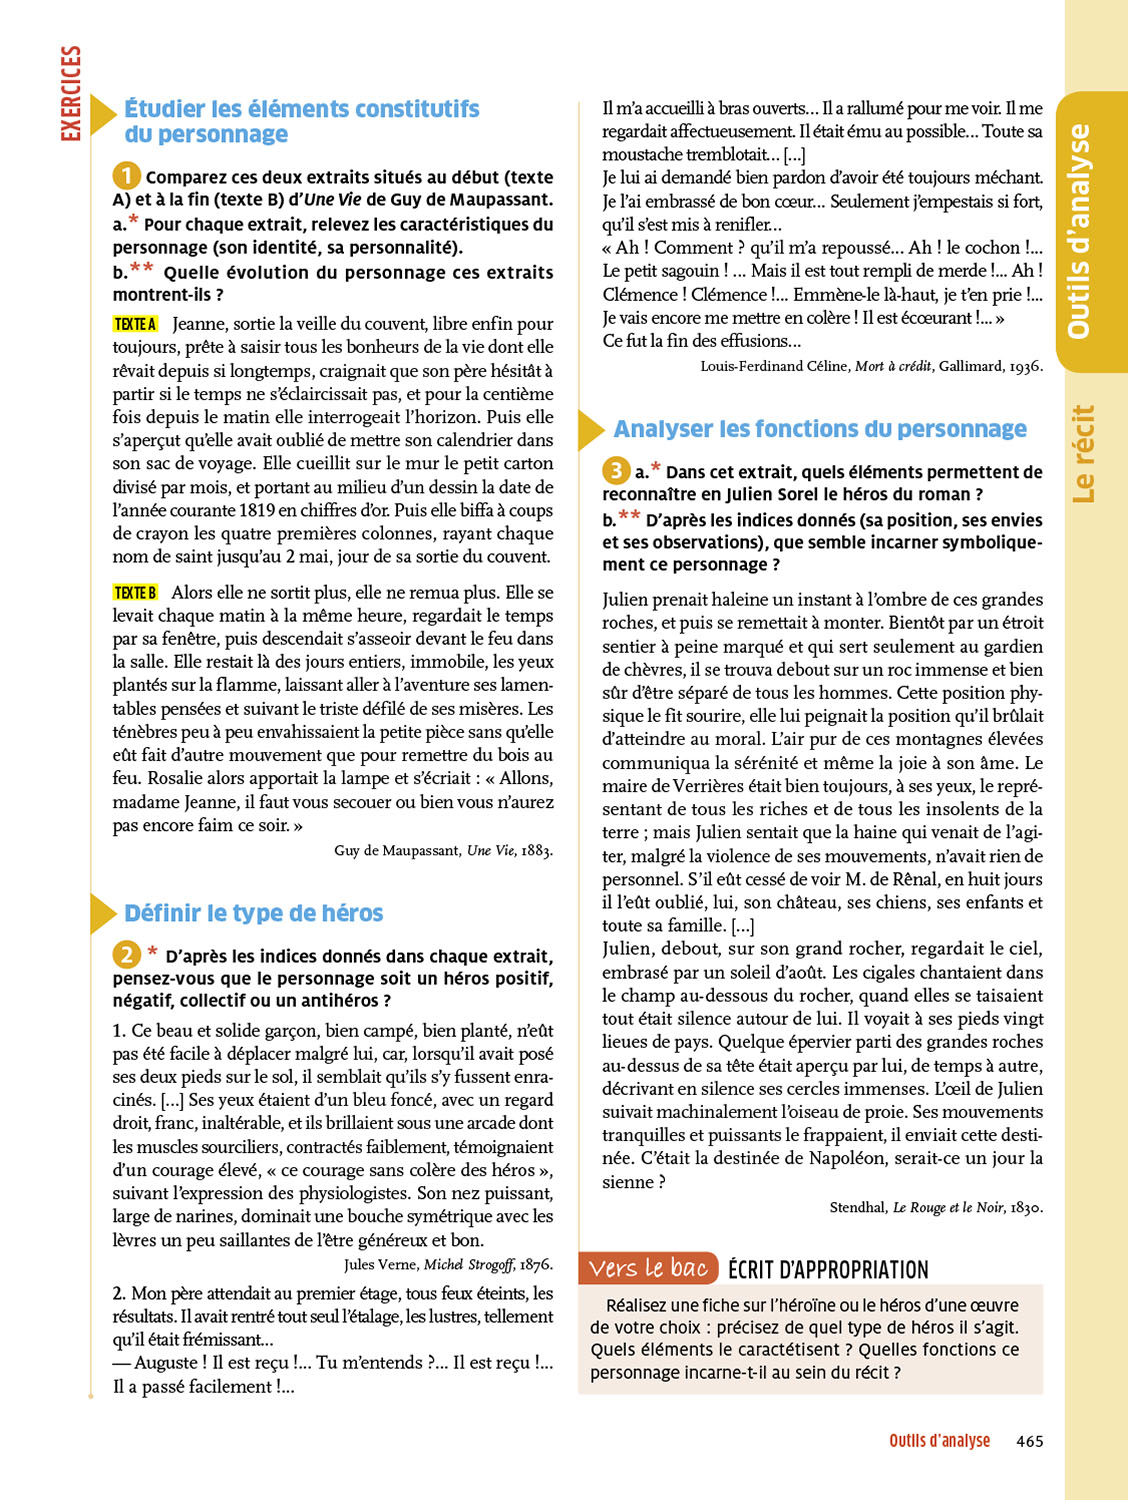 EXERCICES
Étudier les éléments constitutifs
du personnage
1 Comparez ces deux extraits situés au début (texte
A) et à la fin (texte B) d’Une Vie de Guy de Maupassant.
a.* Pour chaque extrait, relevez les caractéristiques du
personnage (son identité, sa personnalité).
b.** Quelle évolution du personnage ces extraits
montrent-ils ?
TEXTE A Jeanne, sortie la veille du couvent, libre enfin pour
toujours, prête à saisir tous les bonheurs de la vie dont elle
rêvait depuis si longtemps, craignait que son père hésitât à
partir si le temps ne s’éclaircissait pas, et pour la centième
fois depuis le matin elle interrogeait l’horizon. Puis elle
s’aperçut qu’elle avait oublié de mettre son calendrier dans
son sac de voyage. Elle cueillit sur le mur le petit carton
divisé par mois, et portant au milieu d’un dessin la date de
l’année courante 1819 en chiffres d’or. Puis elle biffa à coups
de crayon les quatre premières colonnes, rayant chaque
nom de saint jusqu’au 2 mai, jour de sa sortie du couvent.
TEXTE B Alors elle ne sortit plus, elle ne remua plus. Elle se
levait chaque matin à la même heure, regardait le temps
par sa fenêtre, puis descendait s’asseoir devant le feu dans
la salle. Elle restait là des jours entiers, immobile, les yeux
plantés sur la flamme, laissant aller à l’aventure ses lamen-
tables pensées et suivant le triste défilé de ses misères. Les
ténèbres peu à peu envahissaient la petite pièce sans qu’elle
eût fait d’autre mouvement que pour remettre du bois au
feu. Rosalie alors apportait la lampe et s’écriait : « Allons,
madame Jeanne, il faut vous secouer ou bien vous n’aurez
pas encore faim ce soir. »
Guy de Maupassant, Une Vie, 1883.
Définir le type de héros
2 * D’après les indices donnés dans chaque extrait,
pensez-vous que le personnage soit un héros positif,
négatif, collectif ou un antihéros ?
1. Ce beau et solide garçon, bien campé, bien planté, n’eût
pas été facile à déplacer malgré lui, car, lorsqu’il avait posé
ses deux pieds sur le sol, il semblait qu’ils s’y fussent enra-
cinés. [...] Ses yeux étaient d’un bleu foncé, avec un regard
droit, franc, inaltérable, et ils brillaient sous une arcade dont
les muscles sourciliers, contractés faiblement, témoignaient
d’un courage élevé, « ce courage sans colère des héros »,
suivant l’expression des physiologistes. Son nez puissant,
large de narines, dominait une bouche symétrique avec les
lèvres un peu saillantes de l’être généreux et bon.
Jules Verne, Michel Strogoff, 1876.
2. Mon père attendait au premier étage, tous feux éteints, les
résultats. Il avait rentré tout seul l’étalage, les lustres, tellement
qu’il était frémissant...
— Auguste ! Il est reçu !... Tu m’entends ?... Il est reçu !...
Il a passé facilement !...
Il m’a accueilli à bras ouverts... Il a rallumé pour me voir. Il me
regardait affectueusement. Il était ému au possible... Toute sa
moustache tremblotait... [...]
Je lui ai demandé bien pardon d’avoir été toujours méchant.
Je l’ai embrassé de bon cœur... Seulement j’empestais si fort,
qu’il s’est mis à renifler...
« Ah ! Comment ? qu’il m’a repoussé... Ah ! le cochon !...
Le petit sagouin ! ... Mais il est tout rempli de merde !... Ah !
Clémence ! Clémence !... Emmène-le là-haut, je t’en prie !...
Je vais encore me mettre en colère ! Il est écœurant !... »
Ce fut la fin des effusions...
Louis-Ferdinand Céline, Mort à crédit, Gallimard, 1936.
Analyser les fonctions du personnage
3 a.* Dans cet extrait, quels éléments permettent de
reconnaître en Julien Sorel le héros du roman ?
b.** D’après les indices donnés (sa position, ses envies
et ses observations), que semble incarner symbolique-
ment ce personnage ?
Julien prenait haleine un instant à l’ombre de ces grandes
roches, et puis se remettait à monter. Bientôt par un étroit
sentier à peine marqué et qui sert seulement au gardien
de chèvres, il se trouva debout sur un roc immense et bien
sûr d’être séparé de tous les hommes. Cette position phy-
sique le fit sourire, elle lui peignait la position qu’il brûlait
d’atteindre au moral. L’air pur de ces montagnes élevées
communiqua la sérénité et même la joie à son âme. Le
maire de Verrières était bien toujours, à ses yeux, le repré-
sentant de tous les riches et de tous les insolents de la
terre ; mais Julien sentait que la haine qui venait de l’agi-
ter, malgré la violence de ses mouvements, n’avait rien de
personnel. S’il eût cessé de voir M. de Rênal, en huit jours
il l’eût oublié, lui, son château, ses chiens, ses enfants et
toute sa famille. [...]
Julien, debout, sur son grand rocher, regardait le ciel,
embrasé par un soleil d’août. Les cigales chantaient dans
le champ au-dessous du rocher, quand elles se taisaient
tout était silence autour de lui. Il voyait à ses pieds vingt
lieues de pays. Quelque épervier parti des grandes roches
au-dessus de sa tête était aperçu par lui, de temps à autre,
décrivant en silence ses cercles immenses. L’œil de Julien
suivait machinalement l’oiseau de proie. Ses mouvements
tranquilles et puissants le frappaient, il enviait cette desti-
née. C’était la destinée de Napoléon, serait-ce un jour la
sienne ?
Stendhal, Le Rouge et le Noir, 1830.
Vers le bac ÉCRIT D’APPROPRIATION
Réalisez une fiche sur l’héroïne ou le héros d’une œuvre
de votre choix : précisez de quel type de héros il s’agit.
Quels éléments le caractétisent ? Quelles fonctions ce
personnage incarne-t-il au sein du récit ?
Outils d’analyse
Le récit
Outils d’analyse 465